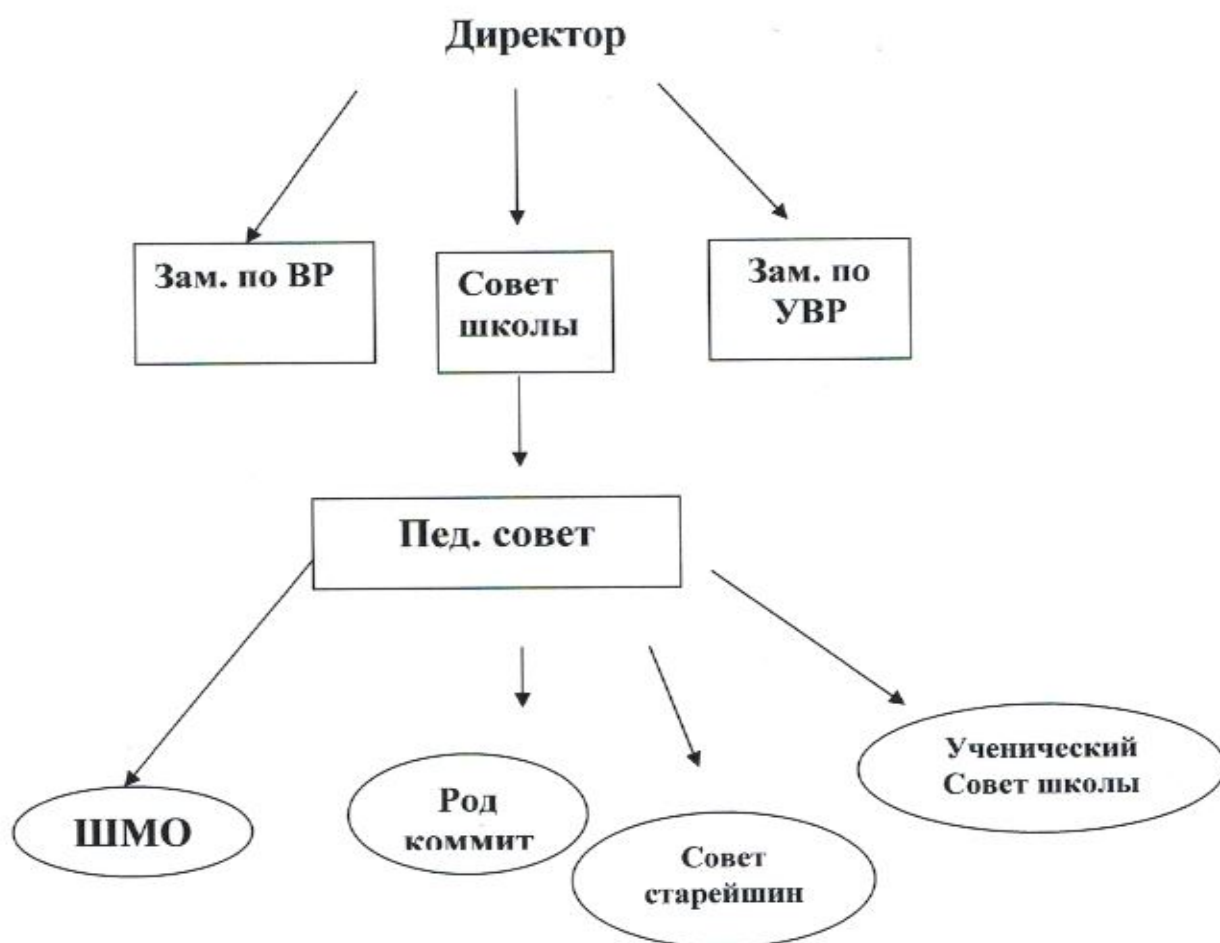 Директор
Зам. по ВР
Совет
школы
Зам. по
УВР
Пед. совет
ШМО
Род
коммит
Совет
старейшин
Ученический
Совет школы